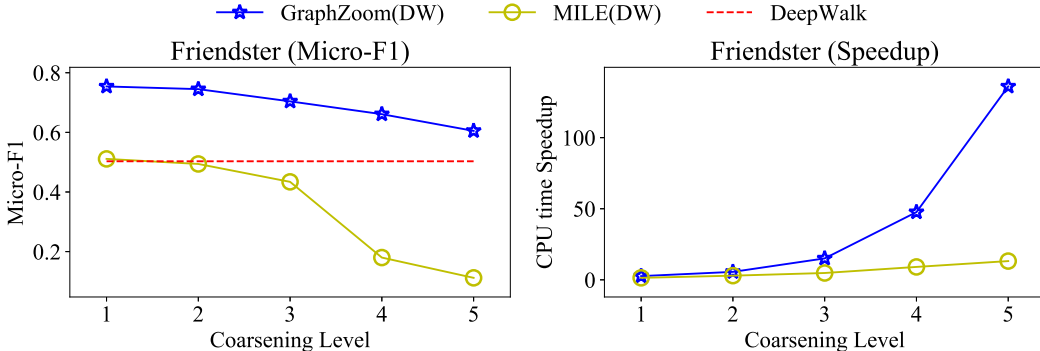 GraphZoom(DW) MILE(DW) DeepWalk
Friendster (Micro-F1)
0.8
0.6
0.4
0.2
Micro-F1
1 2 3 4 5
Coarsening Level
Friendster (Speedup)
100
50
0
CPU time Speedup
1 2 3 4 5
Coarsening Level